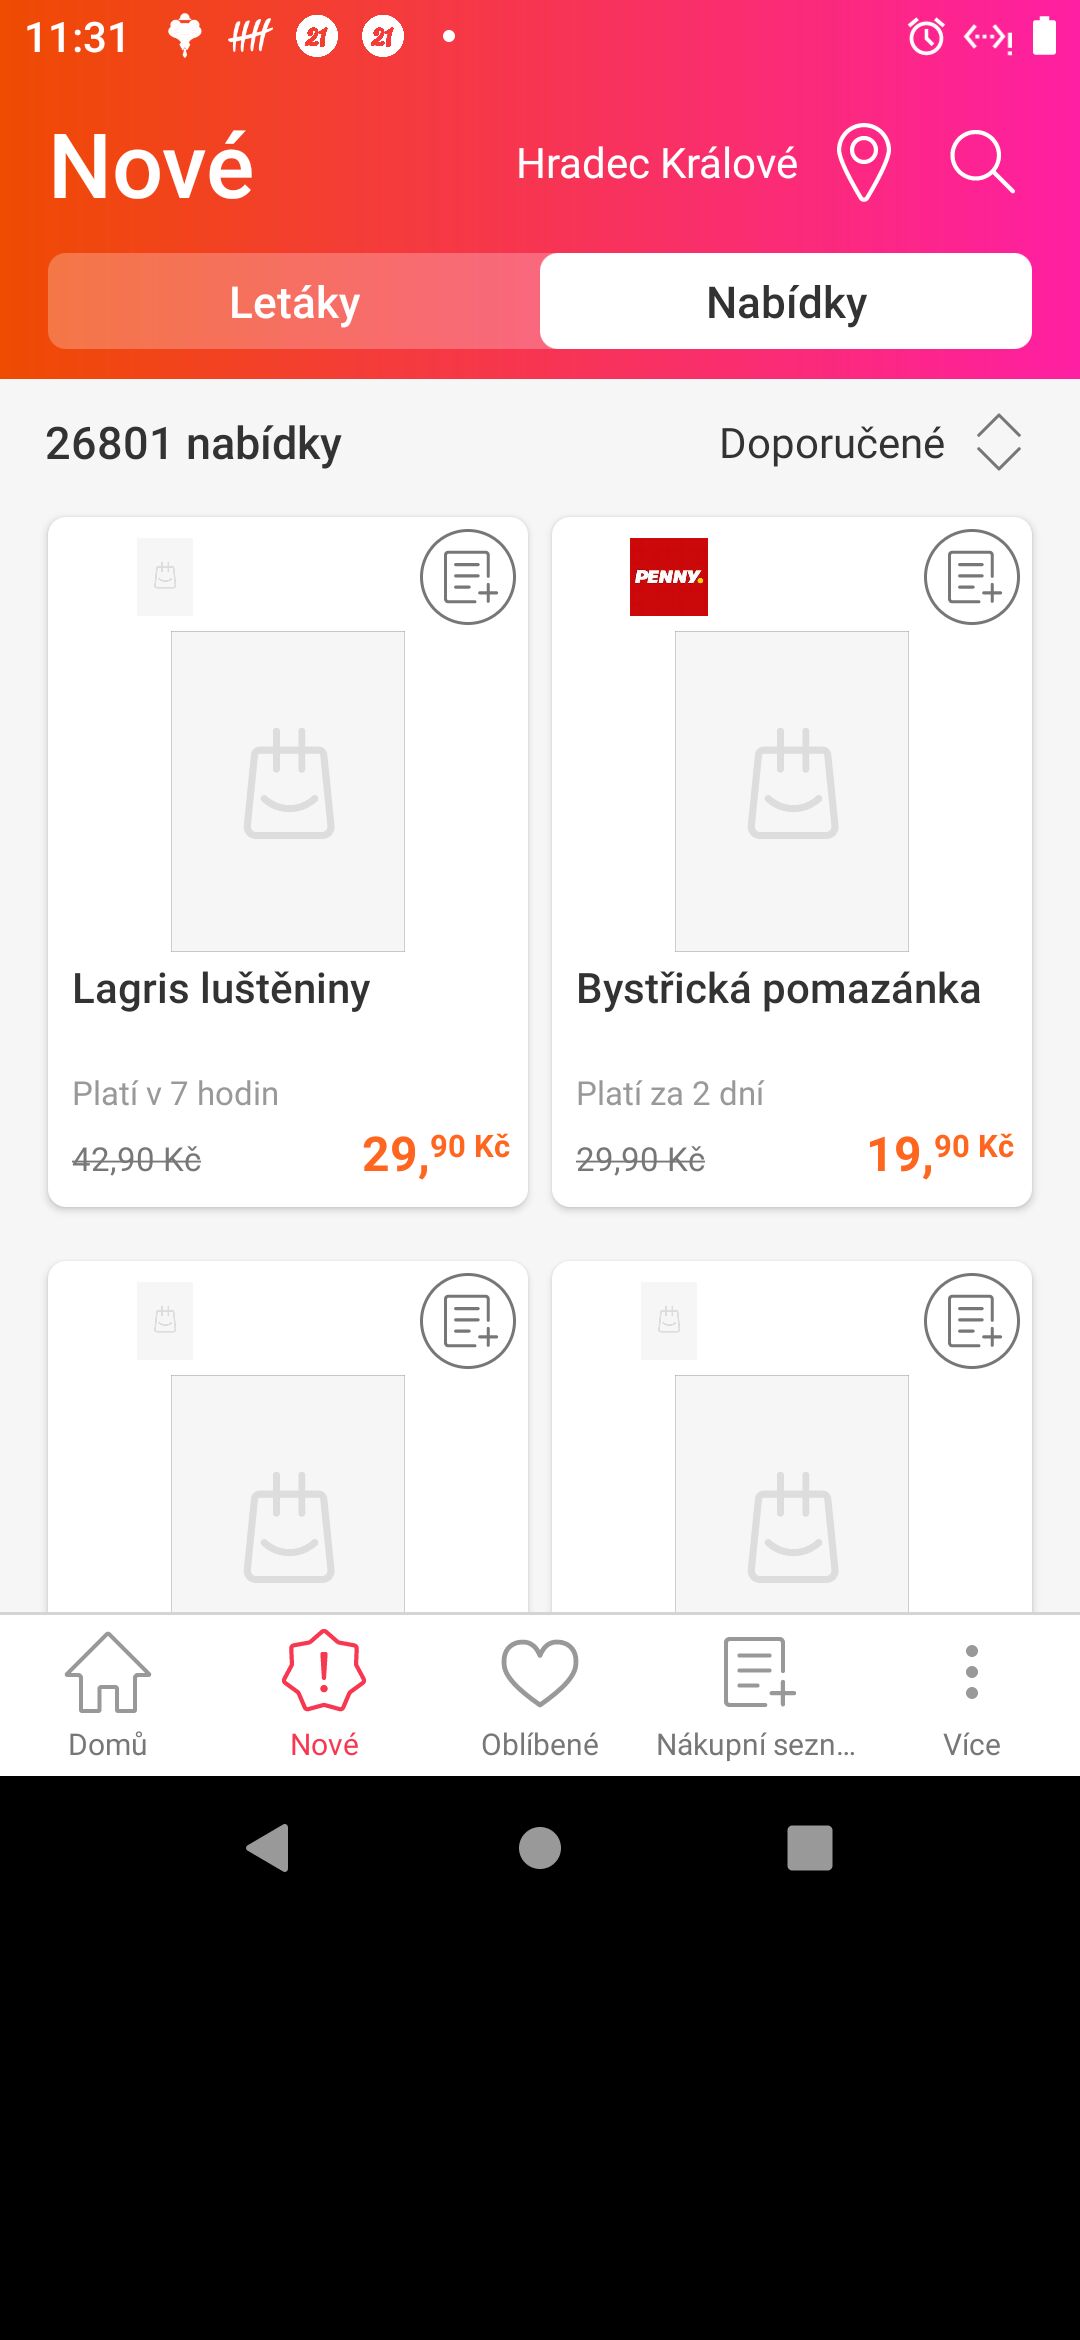 11:31
Nové
Hradec Králové
Letáky
Nabídky
26801 nabídky
Doporučené
PENNY.
Lagris luštěniny
Platí v 7 hodin
42,90 Kč
29,90 Kč
Bystřická pomazánka
Platí za 2 dní
29,90 Kč
19,90 Kč
Domů
Nové
Oblíbené
Nákupní sezn...
Více